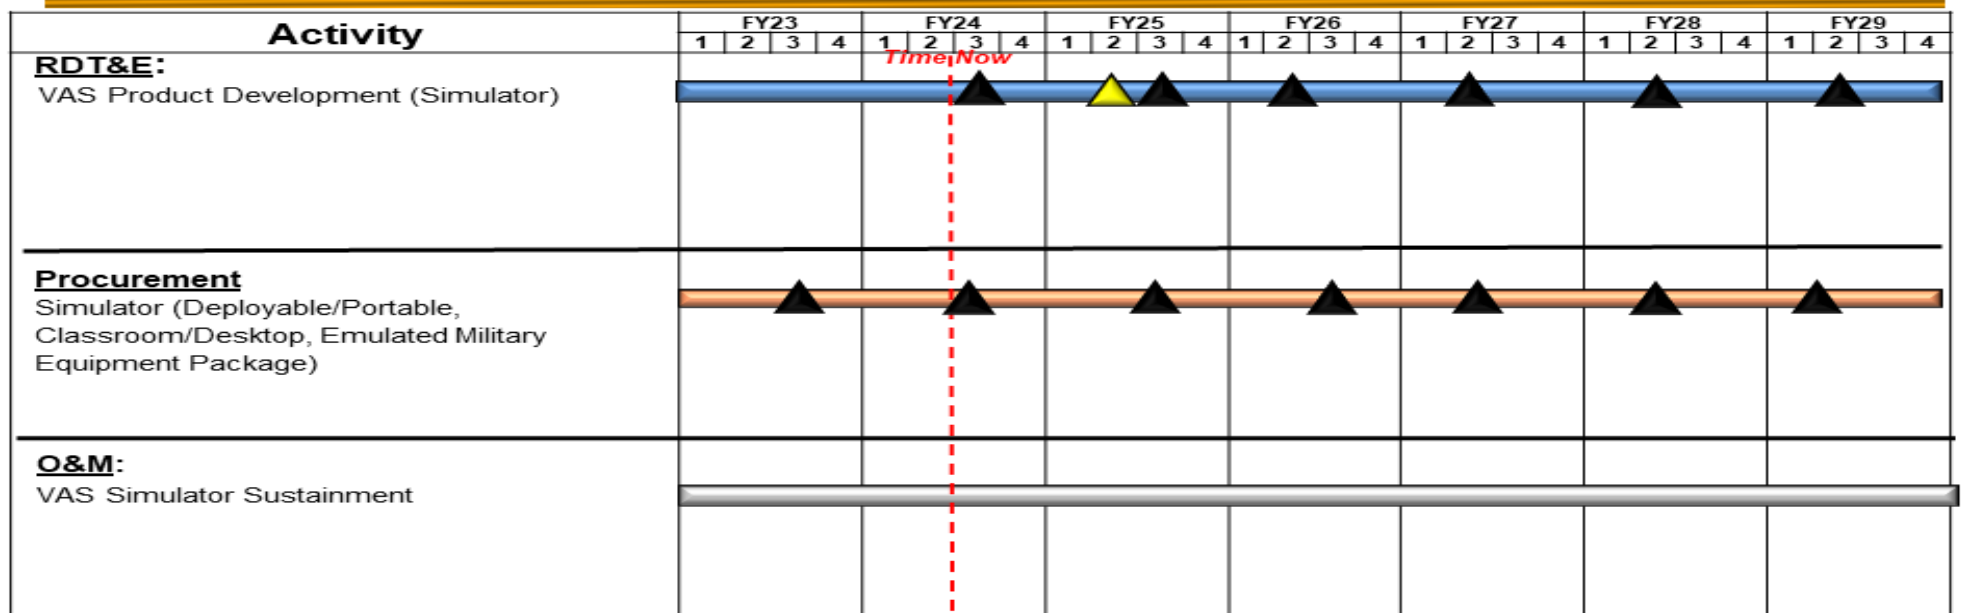 Activity
FY23 FY24 FY25 FY26 FY27 FY28 FY29
1 2 3 4 1 2 3 4 1 2 3 4 1 2 3 4 1 2 3 4 1 2 3 4 1 2 3 4
Time Now
RDT&E:
VAS Product Development (Simulator)
Procurement
Simulator (Deployable/Portable,
Classroom/Desktop, Emulated Military
Equipment Package)
O&M:
VAS Simulator Sustainment